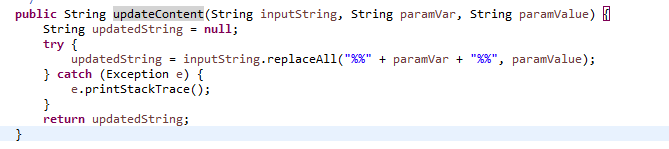 public String updateContent(String inputString, String paramVar, String paramValue) {
String updatedString = null;
try {
updatedString = inputString.replaceAll("%%" + paramVar + "%%", paramValue);
} catch (Exception e) {
e.printStackTrace();
}
return updatedString;
}